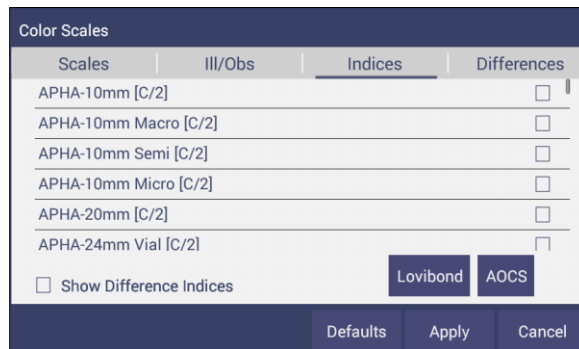 Color Scales
Scales Ill/Obs Indices Differences
APHA-10mm [C/2]
APHA-10mm Macro [C/2]
APHA-10mm Semi [C/2]
APHA-10mm Micro [C/2]
APHA-20mm [C/2]
APHA-24mm Vial [C/2]
Show Difference Indices Lovibond AOCS
Defaults Apply Cancel